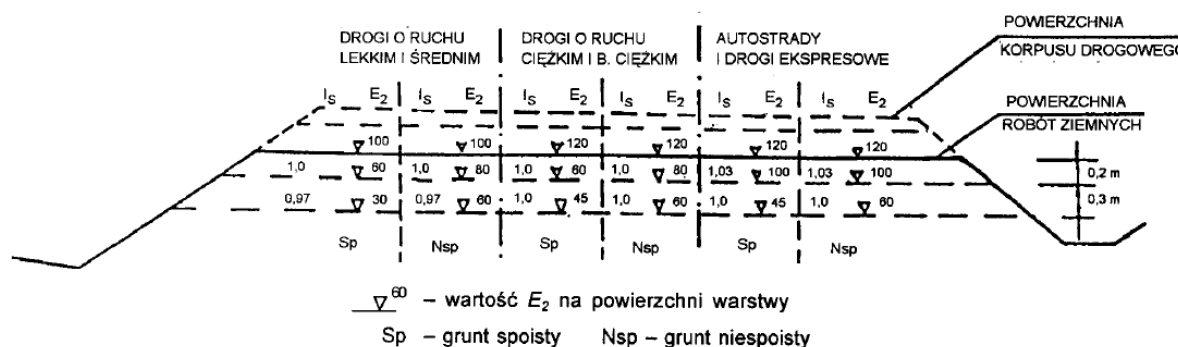 DROGI O RUCHU
LEKKIM I ŚREDNIM
DROGI O RUCHU
CIĘŻKIM I B. CIĘŻKIM
AUTOSTRADY
I DROGI EKSPRESOWE
POWIERZCHNIA
KORPUSU DROGOWEGO
IS E2 IS E2 IS E2 IS E2 IS E2 IS E2
POWIERZCHNIA
ROBÓT ZIEMNYCH
100 100 120 120 120 120
1,0 60 1,0 80 1,0 60 1,0 80 1,03 100 1,03 100 0,2 m
0,97 30 0,97 60 1,0 45 1,0 60 1,0 45 1,0 60 0,3 m
Sp Nsp Sp Nsp Sp Nsp
60 – wartość E2 na powierzchni warstwy
Sp – grunt spoisty Nsp – grunt niespoisty